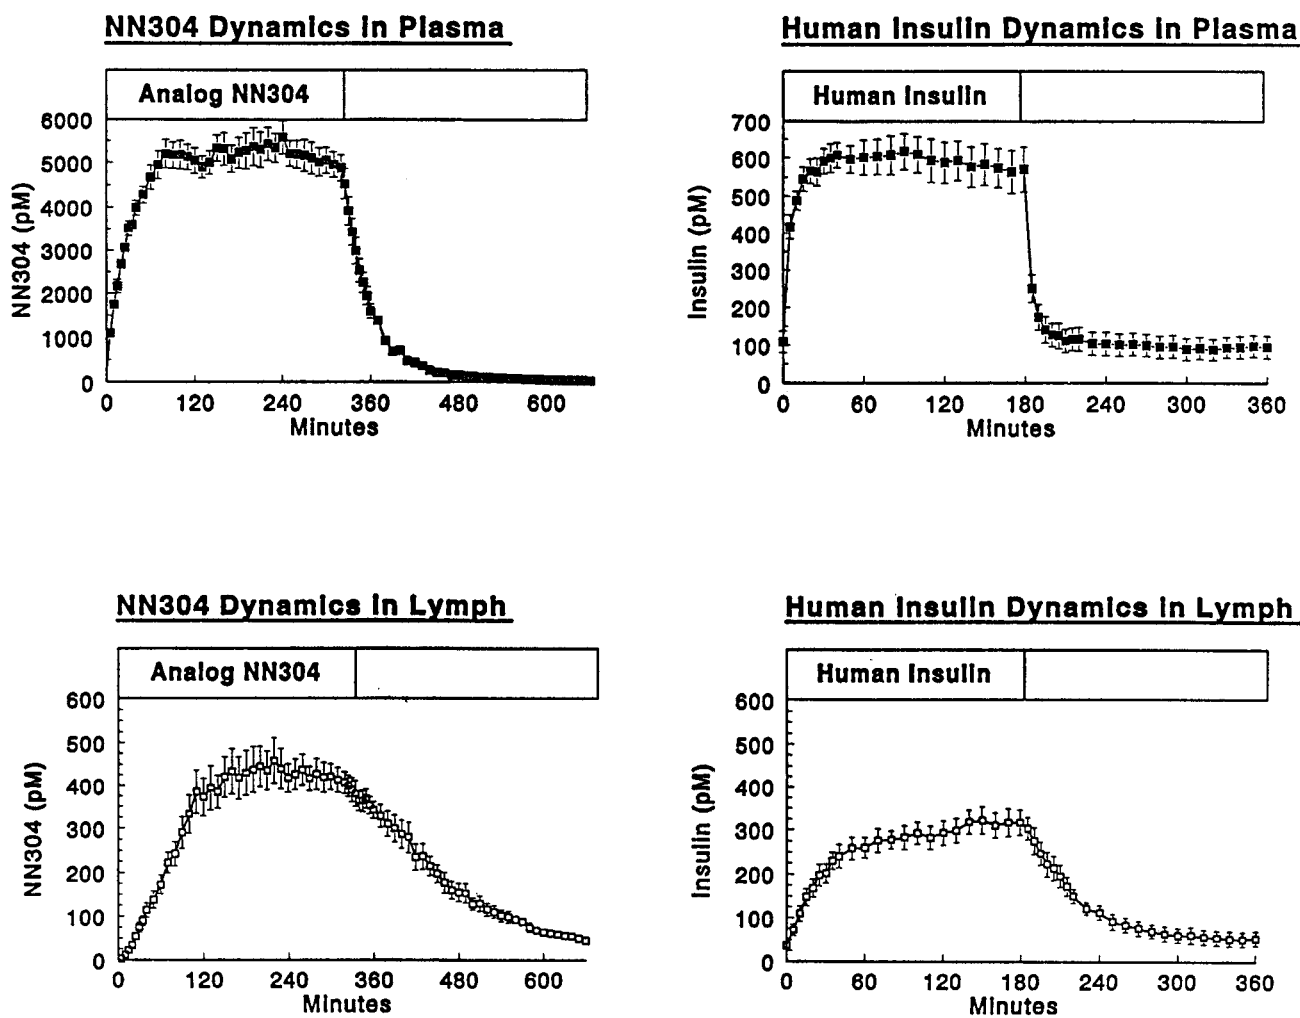 NN304 Dynamics in Plasma
Analog NN304
6000
5000
4000
3000
2000
1000
0
NN304 (pM)
0 120 240 360 480 600
Minutes
Human Insulin Dynamics in Plasma
Human Insulin
700
600
500
400
300
200
100
0
Insulin (pM)
0 60 120 180 240 300 360
Minutes
NN304 Dynamics in Lymph
Analog NN304
600
500
400
300
200
100
0
NN304 (pM)
0 120 240 360 480 600
Minutes
Human Insulin Dynamics in Lymph
Human Insulin
600
500
400
300
200
100
0
Insulin (pM)
0 60 120 180 240 300 360
Minutes